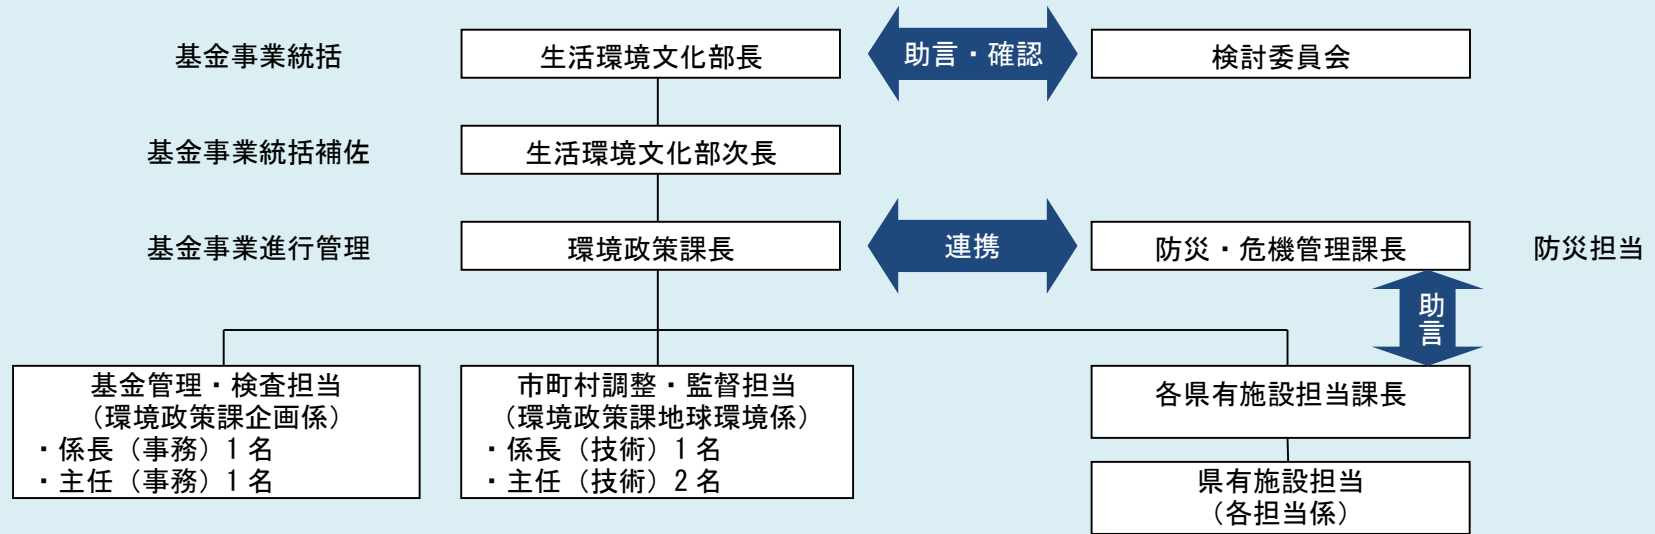 基金事業統括
生活環境文化部長
助言・確認
検討委員会
基金事業統括補佐
生活環境文化部次長
基金事業進行管理
環境政策課長
連携
防災・危機管理課長
防災担当
助言
基金管理・検査担当
（環境政策課企画係）
・係長（事務）1名
・主任（事務）1名
市町村調整・監督担当
（環境政策課地球環境係）
・係長（技術）1名
・主任（技術）2名
各県有施設担当課長
県有施設担当
（各担当係）